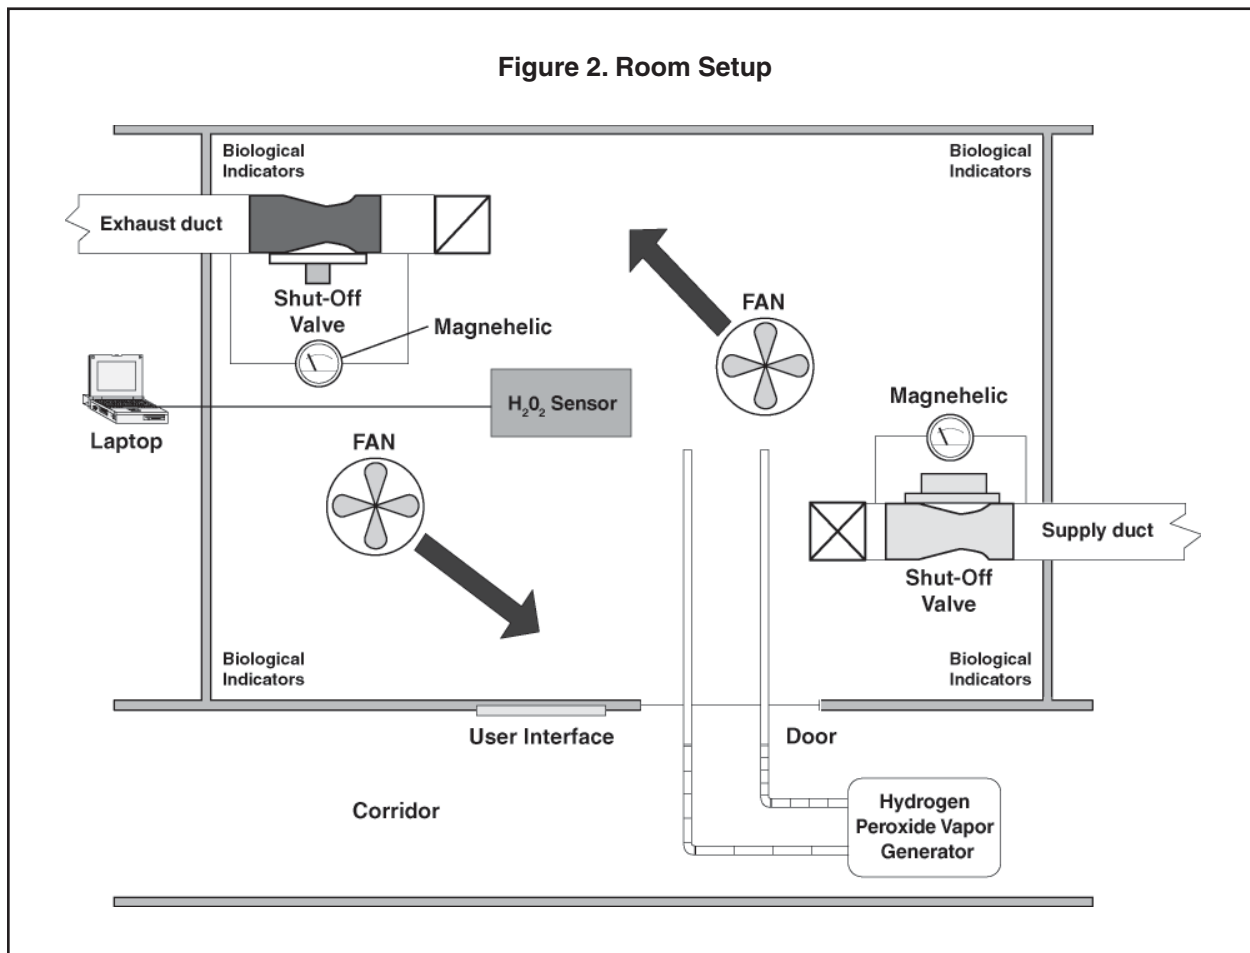 Figure 2. Room Setup
Biological
Indicators
Biological
Indicators
Exhaust duct
Shut-Off
Valve
Magnehelic
FAN
H₂0₂ Sensor
Laptop
FAN
Magnehelic
Supply duct
Shut-Off
Valve
Biological
Indicators
Biological
Indicators
User Interface
Door
Corridor
Hydrogen
Peroxide Vapor
Generator